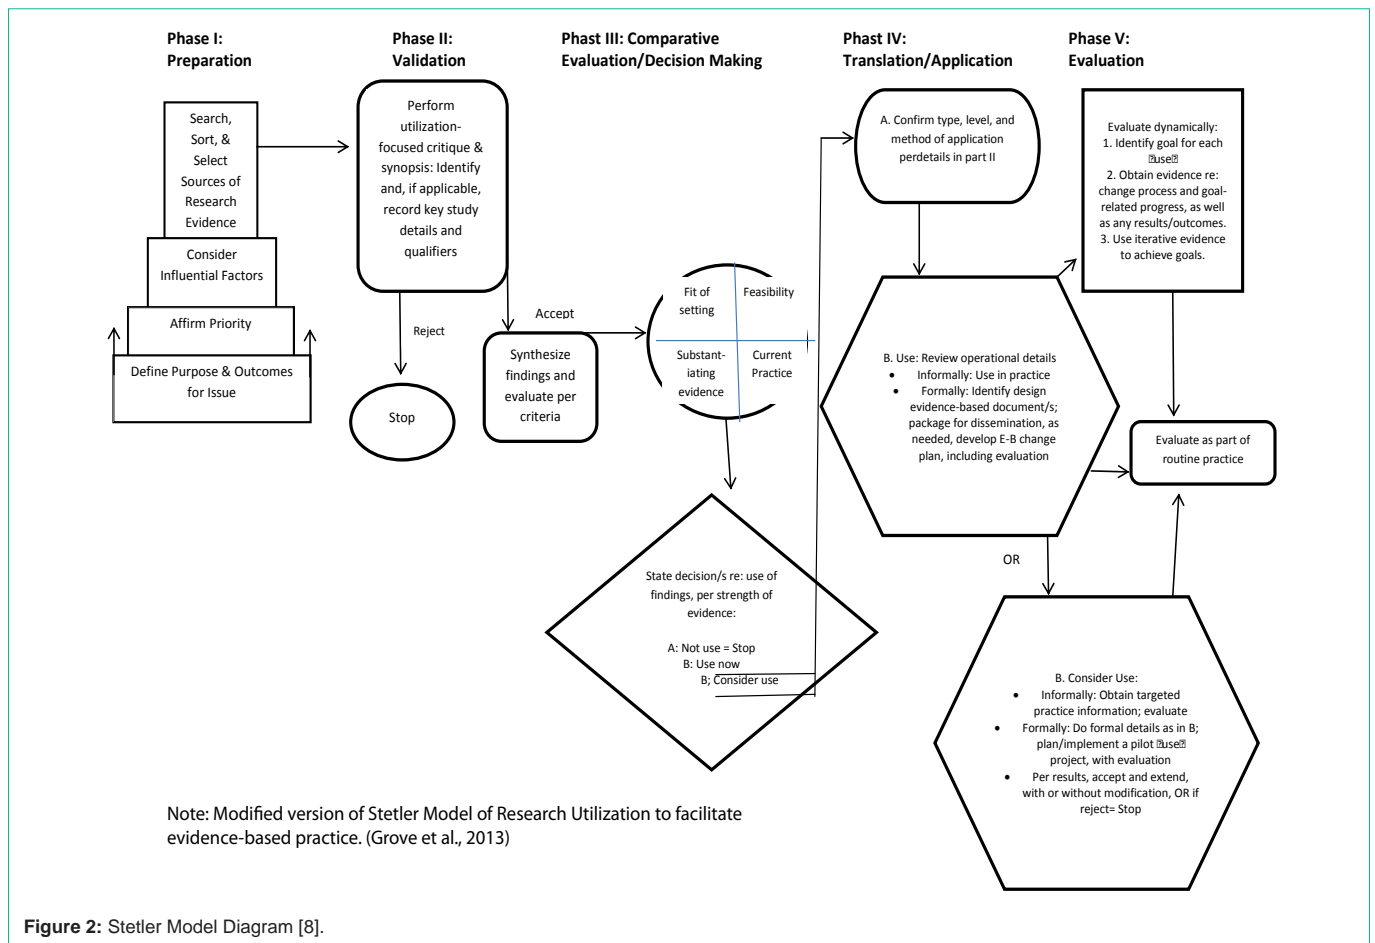 Phase I:
Preparation
Phase II:
Validation
Phast III: Comparative
Evaluation/Decision Making
Phast IV:
Translation/Application
Phase V:
Evaluation
Search,
Sort, &
Select
Sources of
Research
Evidence
Consider
Influential Factors
Affirm Priority
Define Purpose & Outcomes
for Issue
Perform
utilization-
focused critique &
synopsis: Identify
and, if applicable,
record key study
details and
qualifiers
Reject
Stop
Accept
Synthesize
findings and
evaluate per
criteria
Fit of
setting
Feasibility
Substant-
iating
evidence
Current
Practice
State decision/s re: use of
findings, per strength of
evidence:
A: Not use = Stop
B: Use now
B; Consider use
A. Confirm type, level, and
method of application
perdetails in part II
B. Use: Review operational details
• Informally: Use in practice
• Formally: Identify design
evidence-based document/s;
package for dissemination, as
needed, develop E-B change
plan, including evaluation
OR
B. Consider Use:
• Informally: Obtain targeted
practice information; evaluate
• Formally: Do formal details as in B;
plan/implement a pilot ⍰use⍰
project, with evaluation
• Per results, accept and extend,
with or without modification, OR if
reject= Stop
Evaluate dynamically:
1. Identify goal for each
⍰use⍰
2. Obtain evidence re:
change process and goal-
related progress, as well
as any results/outcomes.
3. Use iterative evidence
to achieve goals.
Evaluate as part of
routine practice
Note: Modified version of Stetler Model of Research Utilization to facilitate
evidence-based practice. (Grove et al., 2013)
Figure 2: Stetler Model Diagram [8].